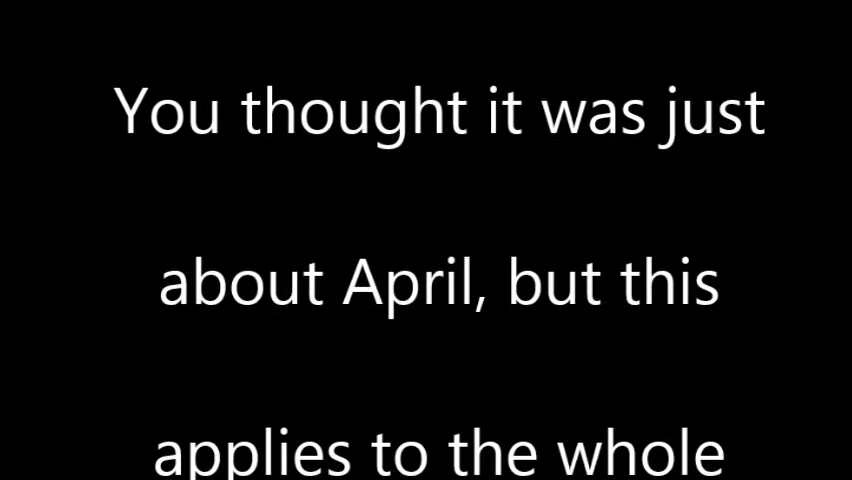 You thought it was just
about April, but this
applies to the whole